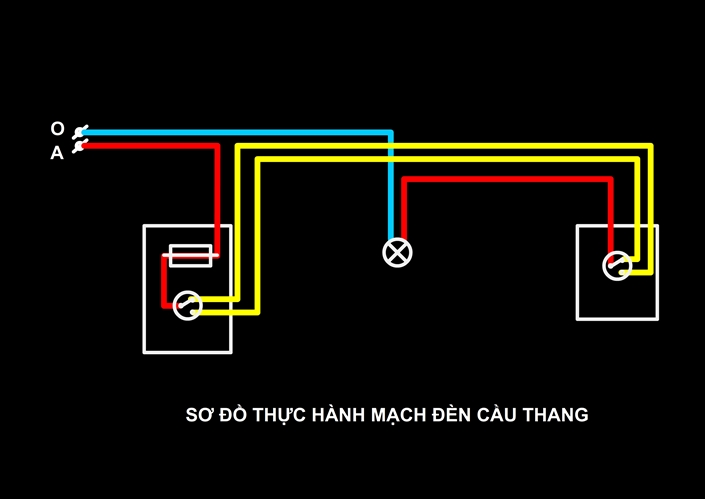 O
A
SƠ ĐỒ THỰC HÀNH MẠCH ĐÈN CẦU THANG